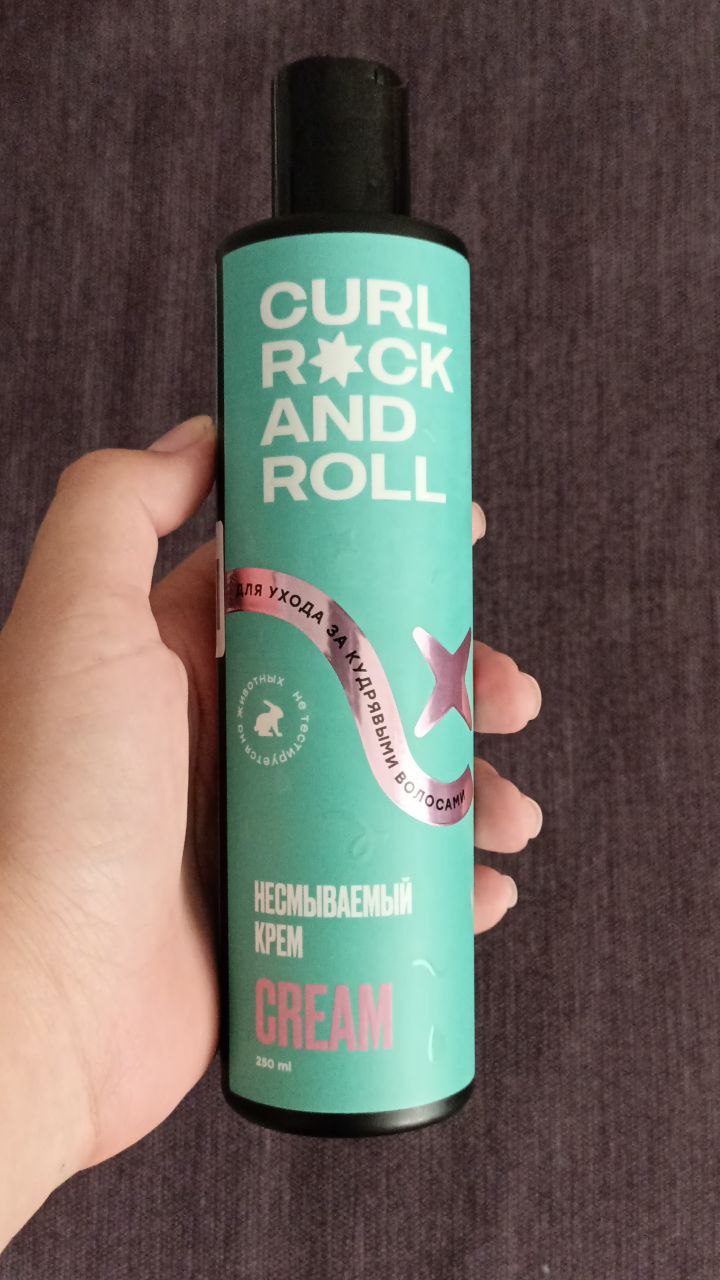 CURL
R✷CK
AND
ROLL
ДЛЯ УХОДА ЗА КУДРЯВЫМИ ВОЛОСАМИ
не тестируется на животных
НЕСМЫВАЕМЫЙ
КРЕМ
CREAM
250 ml